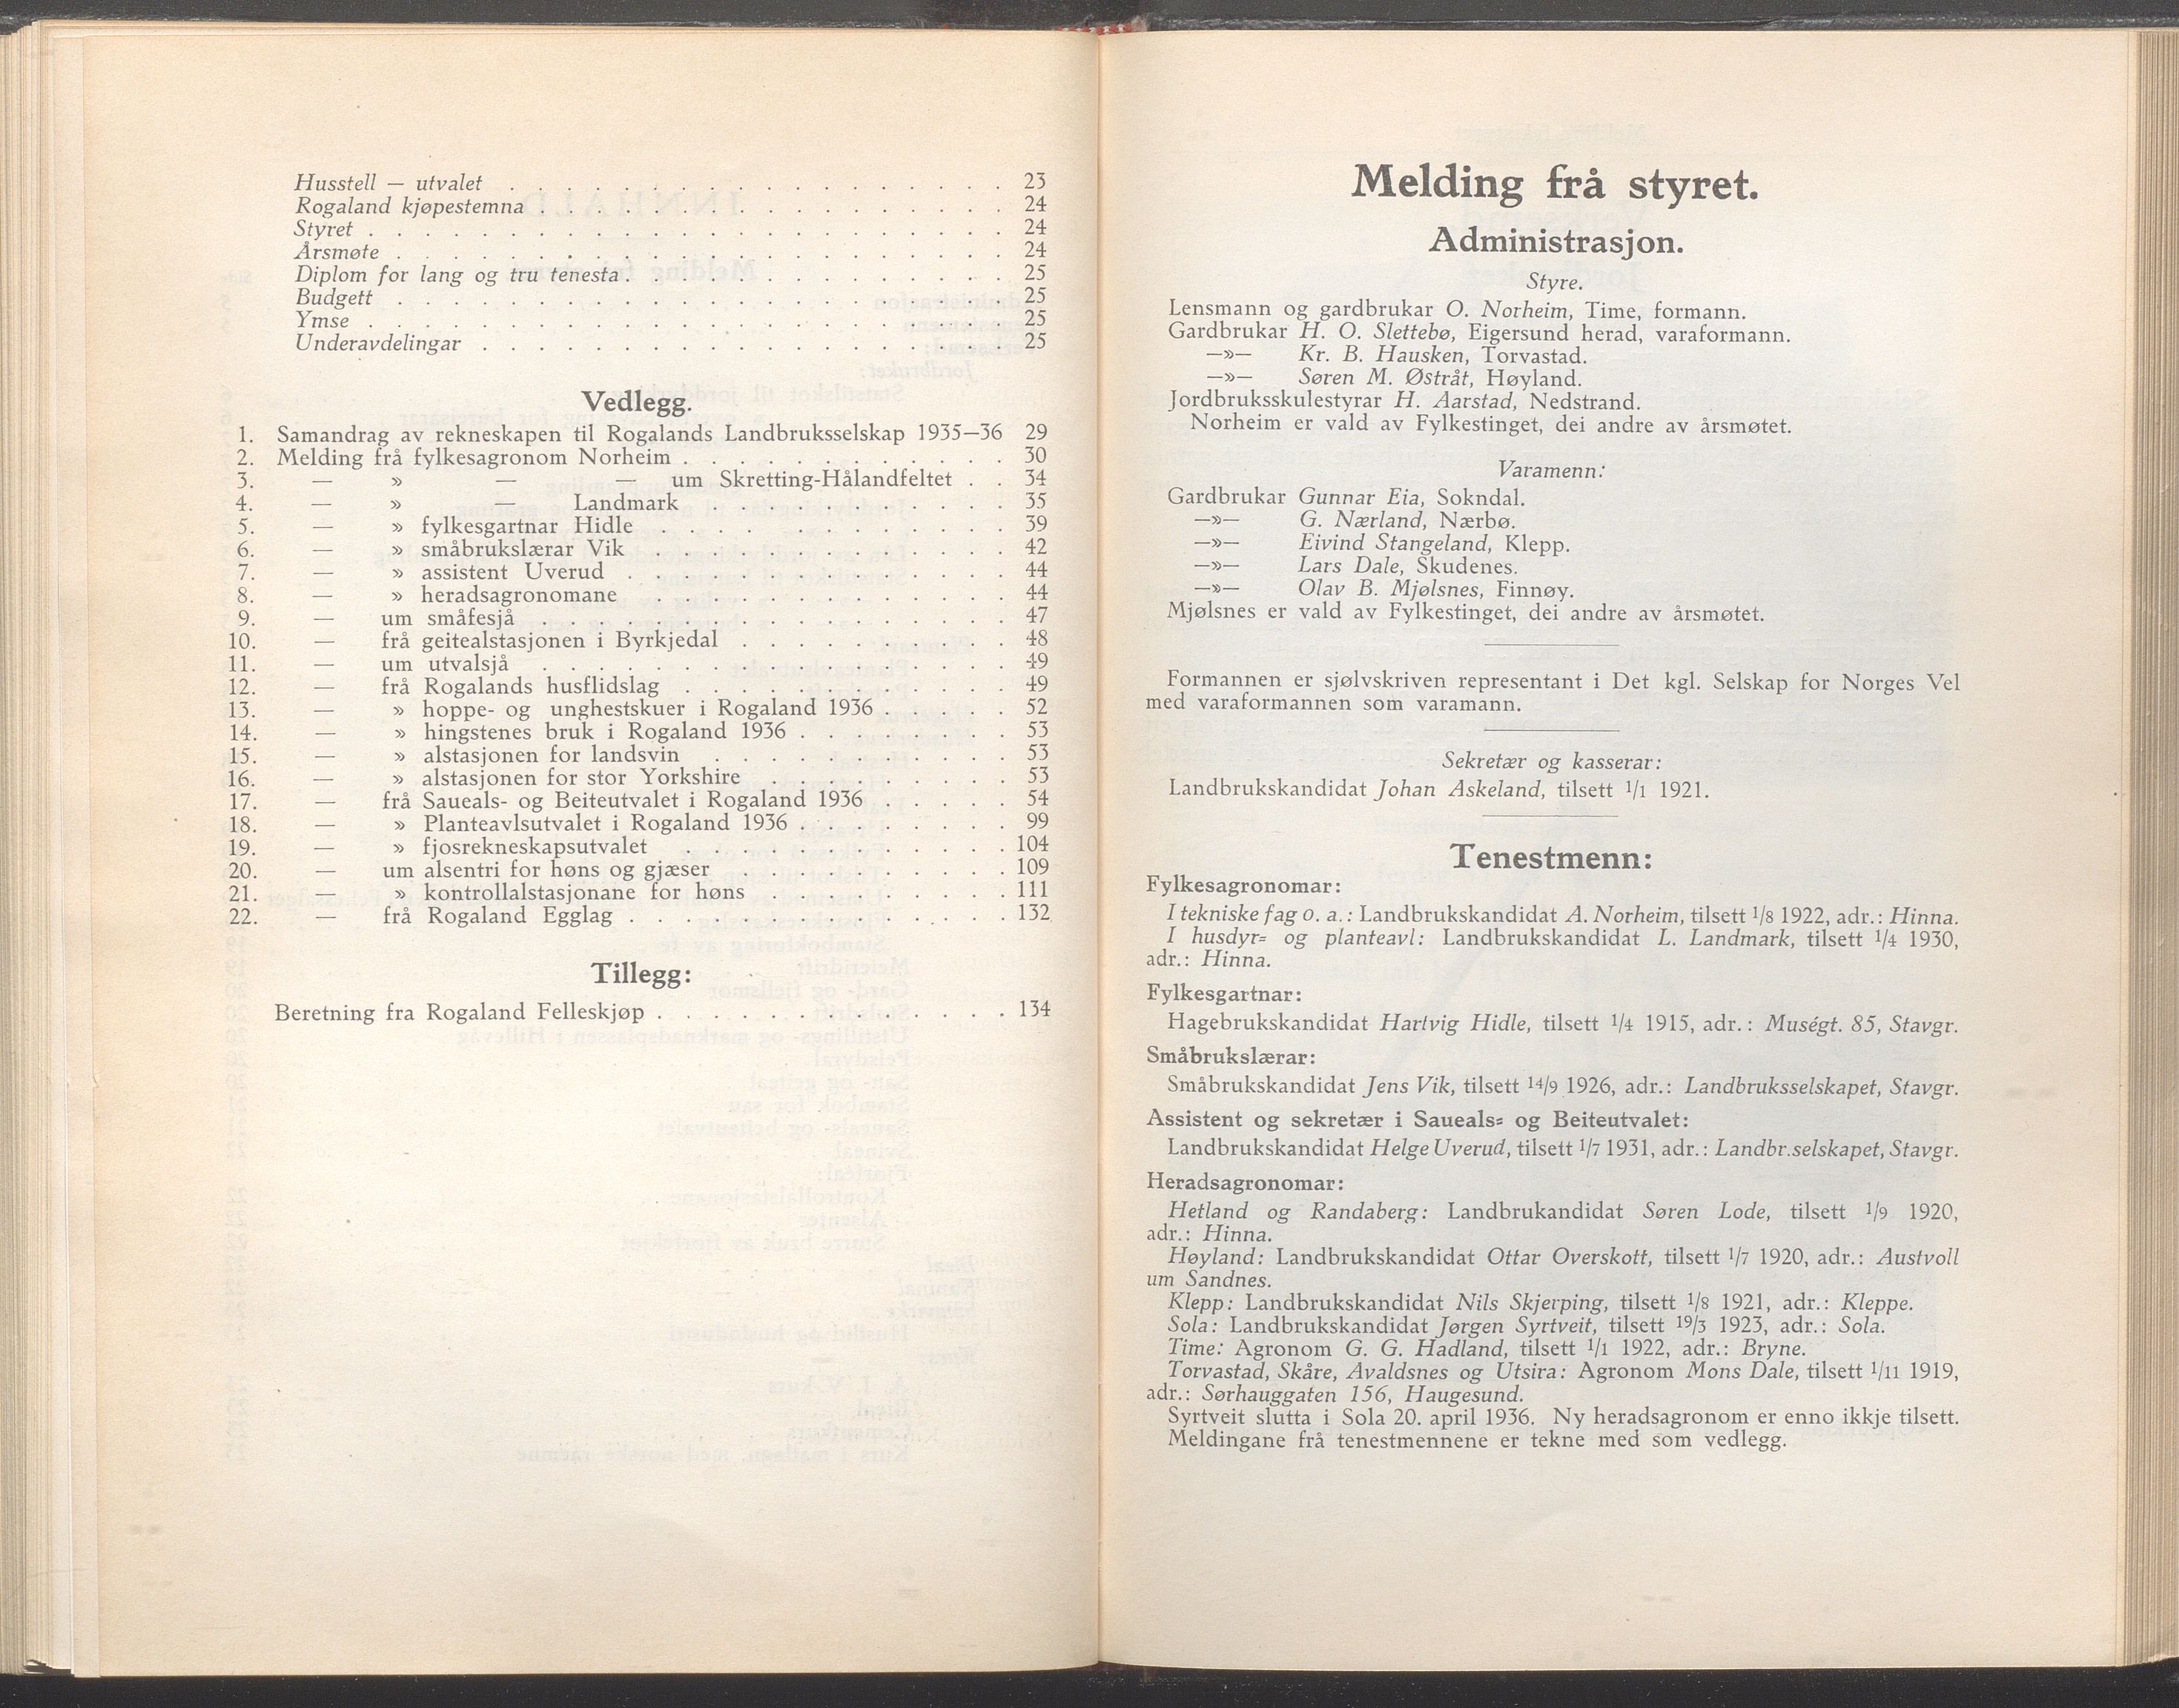 Husstell — utvalet . . . . . . . . . . . . . . . . . . 23
Rogaland kjøpestemna . . . . . . . . . . . . . . . . . 24
Styret . . . . . . . . . . . . . . . . . . . . . . . 24
Årsmøte . . . . . . . . . . . . . . . . . . . . . . 24
Diplom for lang og tru tenesta . . . . . . . . . . . . . . 25
Budgett . . . . . . . . . . . . . . . . . . . . . . 25
Ymse . . . . . . . . . . . . . . . . . . . . . . . 25
Underavdelingar . . . . . . . . . . . . . . . . . . . 25
Vedlegg.
1. Samandrag av rekneskapen til Rogalands Landbruksselskap 1935—36 29
2. Melding frå fylkesagronom Norheim . . . . . . . . . . . . 30
3. — » — — um Skretting-Hålandfeltet . . 34
4. — » — Landmark . . . . . . . . . . . 35
5. — » fylkesgartnar Hidle . . . . . . . . . . . . . 39
6. — » småbrukslærar Vik . . . . . . . . . . . . . 42
7. — » assistent Uverud . . . . . . . . . . . . . . 44
8. — » heradsagronomane . . . . . . . . . . . . . 44
9. — um småfesjå . . . . . . . . . . . . . . . . . 47
10. — frå geitealstasjonen i Byrkjedal . . . . . . . . . . 48
11. — um utvalsjå . . . . . . . . . . . . . . . . . 49
12. — frå Rogalands husflidslag . . . . . . . . . . . . 49
13. — » hoppe- og unghestskuer i Rogaland 1936 . . . . . 52
14. — » hingstenes bruk i Rogaland 1936 . . . . . . . . 53
15. — » alstasjonen for landsvin . . . . . . . . . . . 53
16. — » alstasjonen for stor Yorkshire . . . . . . . . . 53
17. — frå Saueals- og Beiteutvalet i Rogaland 1936 . . . . . 54
18. — » Planteavlsutvalet i Rogaland 1936 . . . . . . . . 99
19. — » fjosrekneskapsutvalet . . . . . . . . . . . . 104
20. — um alsentri for høns og gjæser . . . . . . . . . . 109
21. — » kontrollalstasjonane for høns . . . . . . . . . 111
22. — frå Rogaland Egglag . . . . . . . . . . . . . . 132
Tillegg:
Beretning fra Rogaland Felleskjøp . . . . . . . . . . . . . 134
Melding frå styret.
Administrasjon.
Styre.
Lensmann og gardbrukar O. Norheim, Time, formann.
Gardbrukar H. O. Slettebø, Eigersund herad, varaformann.
—»— Kr. B. Hausken, Torvastad.
—»— Søren M. Østråt, Høyland.
Jordbruksskulestyrar H. Aarstad, Nedstrand.
Norheim er vald av Fylkestinget, dei andre av årsmøtet.
Varamenn:
Gardbrukar Gunnar Eia, Sokndal.
—»— G. Nærland, Nærbø.
—»— Eivind Stangeland, Klepp.
—»— Lars Dale, Skudenes.
—»— Olav B. Mjølsnes, Finnøy.
Mjølsnes er vald av Fylkestinget, dei andre av årsmøtet.
Formannen er sjølvskriven representant i Det kgl. Selskap for Norges Vel
med varaformannen som varamann.
Sekretær og kasserar:
Landbrukskandidat Johan Askeland, tilsett 1/1 1921.
Tenestmenn:
Fylkesagronomar:
I tekniske fag o. a.: Landbrukskandidat A. Norheim, tilsett 1/8 1922, adr.: Hinna.
I husdyr- og planteavl: Landbrukskandidat L. Landmark, tilsett 1/4 1930,
adr.: Hinna.
Fylkesgartnar:
Hagebrukskandidat Hartvig Hidle, tilsett 1/4 1915, adr.: Muségt. 85, Stavgr.
Småbrukslærar:
Småbrukskandidat Jens Vik, tilsett 14/9 1926, adr.: Landbruksselskapet, Stavgr.
Assistent og sekretær i Saueals- og Beiteutvalet:
Landbrukskandidat Helge Uverud, tilsett 1/7 1931, adr.: Landbr.selskapet, Stavgr.
Heradsagronomar:
Hetland og Randaberg: Landbrukandidat Søren Lode, tilsett 1/9 1920,
adr.: Hinna.
Høyland: Landbrukskandidat Ottar Overskott, tilsett 1/7 1920, adr.: Austvoll
um Sandnes.
Klepp: Landbrukskandidat Nils Skjerping, tilsett 1/8 1921, adr.: Kleppe.
Sola: Landbrukskandidat Jørgen Syrtveit, tilsett 19/3 1923, adr.: Sola.
Time: Agronom G. G. Hadland, tilsett 1/1 1922, adr.: Bryne.
Torvastad, Skåre, Avaldsnes og Utsira: Agronom Mons Dale, tilsett 1/11 1919,
adr.: Sørhauggaten 156, Haugesund.
Syrtveit slutta i Sola 20. april 1936. Ny heradsagronom er enno ikkje tilsett.
Meldingane frå tenestmennene er tekne med som vedlegg.